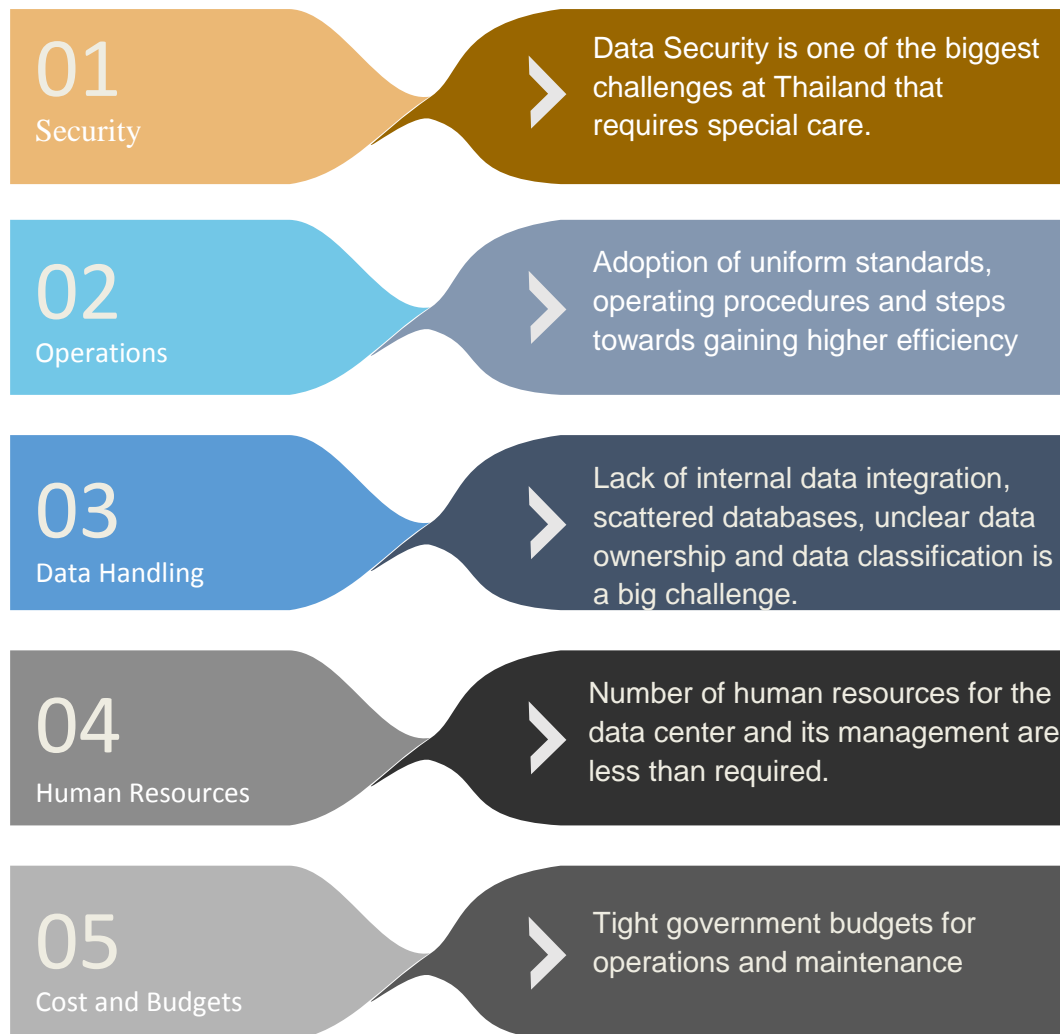 01
Security
Data Security is one of the biggest
challenges at Thailand that
requires special care.
02
Operations
Adoption of uniform standards,
operating procedures and steps
towards gaining higher efficiency
03
Data Handling
Lack of internal data integration,
scattered databases, unclear data
ownership and data classification is
a big challenge.
04
Human Resources
Number of human resources for the
data center and its management are
less than required.
05
Cost and Budgets
Tight government budgets for
operations and maintenance